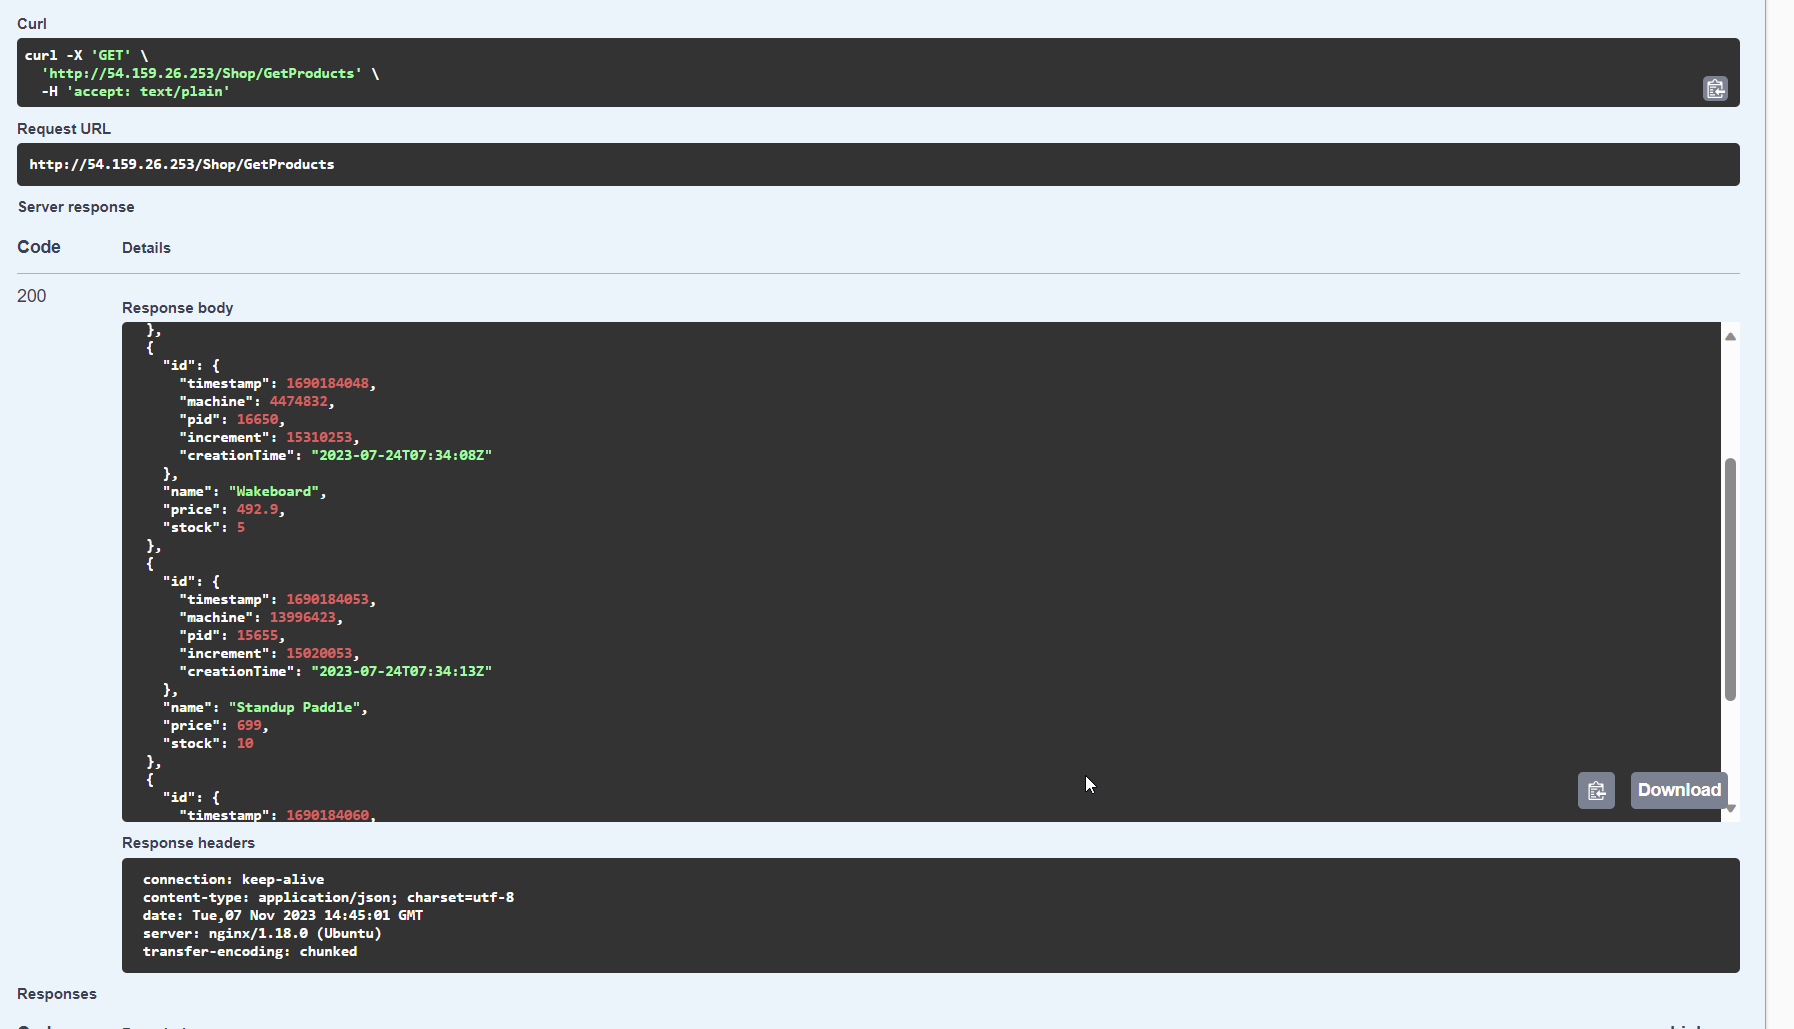 Curl
curl -X 'GET' \
'http://54.159.26.253/Shop/GetProducts' \
-H 'accept: text/plain'
Request URL
http://54.159.26.253/Shop/GetProducts
Server response
Code Details
200
Response body
},
{
"id": {
"timestamp": 1690184048,
"machine": 4474832,
"pid": 16650,
"increment": 15310253,
"creationTime": "2023-07-24T07:34:08Z"
},
"name": "Wakeboard",
"price": 492.9,
"stock": 5
},
{
"id": {
"timestamp": 1690184053,
"machine": 13996423,
"pid": 15655,
"increment": 15020053,
"creationTime": "2023-07-24T07:34:13Z"
},
"name": "Standup Paddle",
"price": 699,
"stock": 10
},
{
"id": {
"timestamp": 1690184060,
Download
Response headers
connection: keep-alive
content-type: application/json; charset=utf-8
date: Tue,07 Nov 2023 14:45:01 GMT
server: nginx/1.18.0 (Ubuntu)
transfer-encoding: chunked
Responses